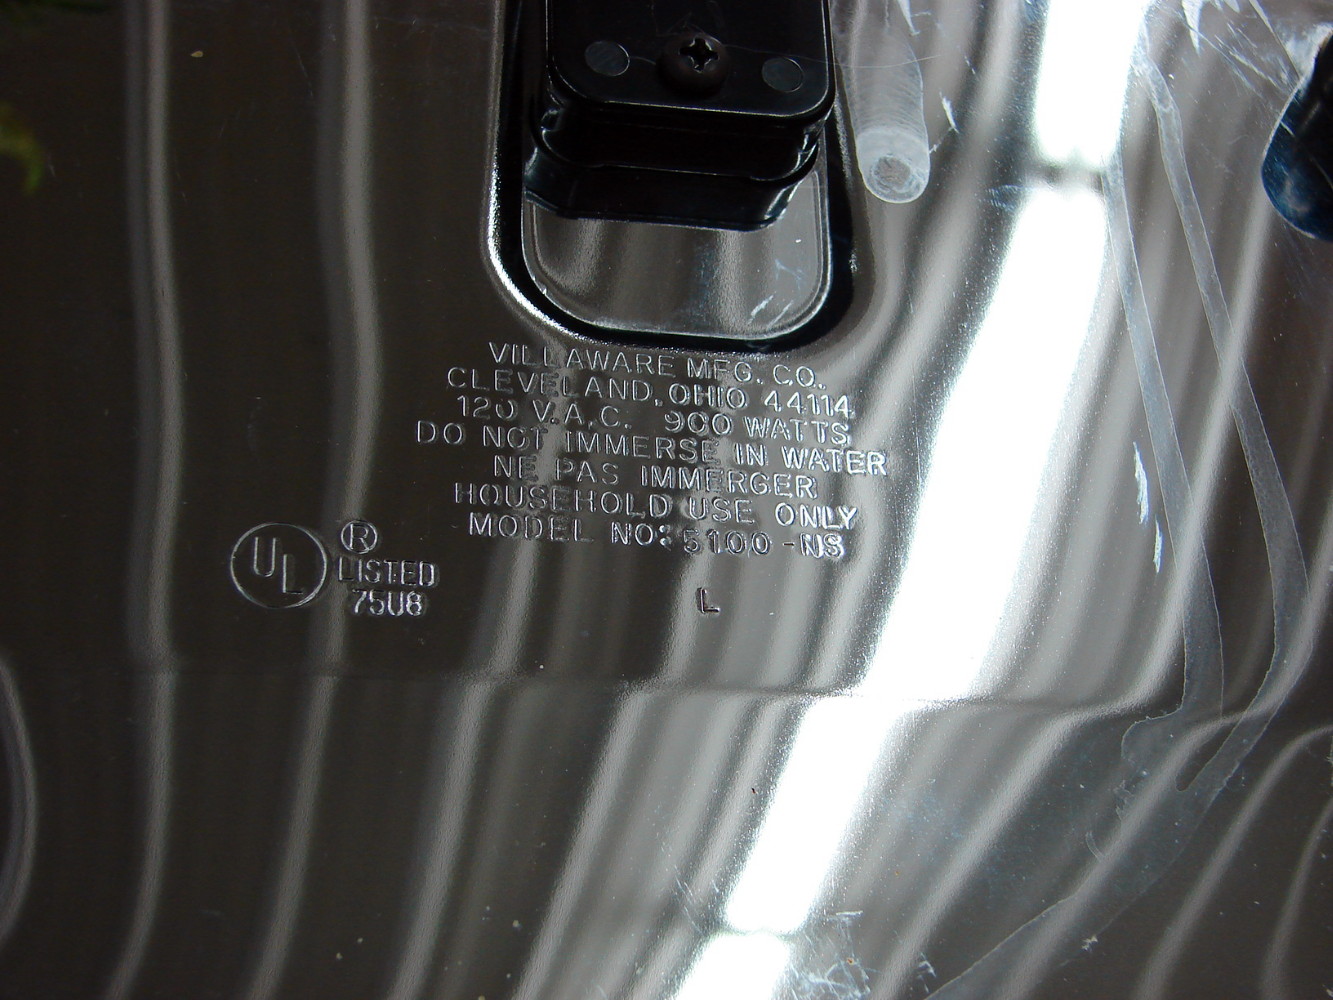 VILLAWARE MFG. CO.
CLEVELAND, OHIO 44114
120 V.A.C. 900 WATTS
DO NOT IMMERSE IN WATER
NE PAS IMMERGER
HOUSEHOLD USE ONLY
MODEL NO: 5100-NS
UL ®
LISTED
75U8
L